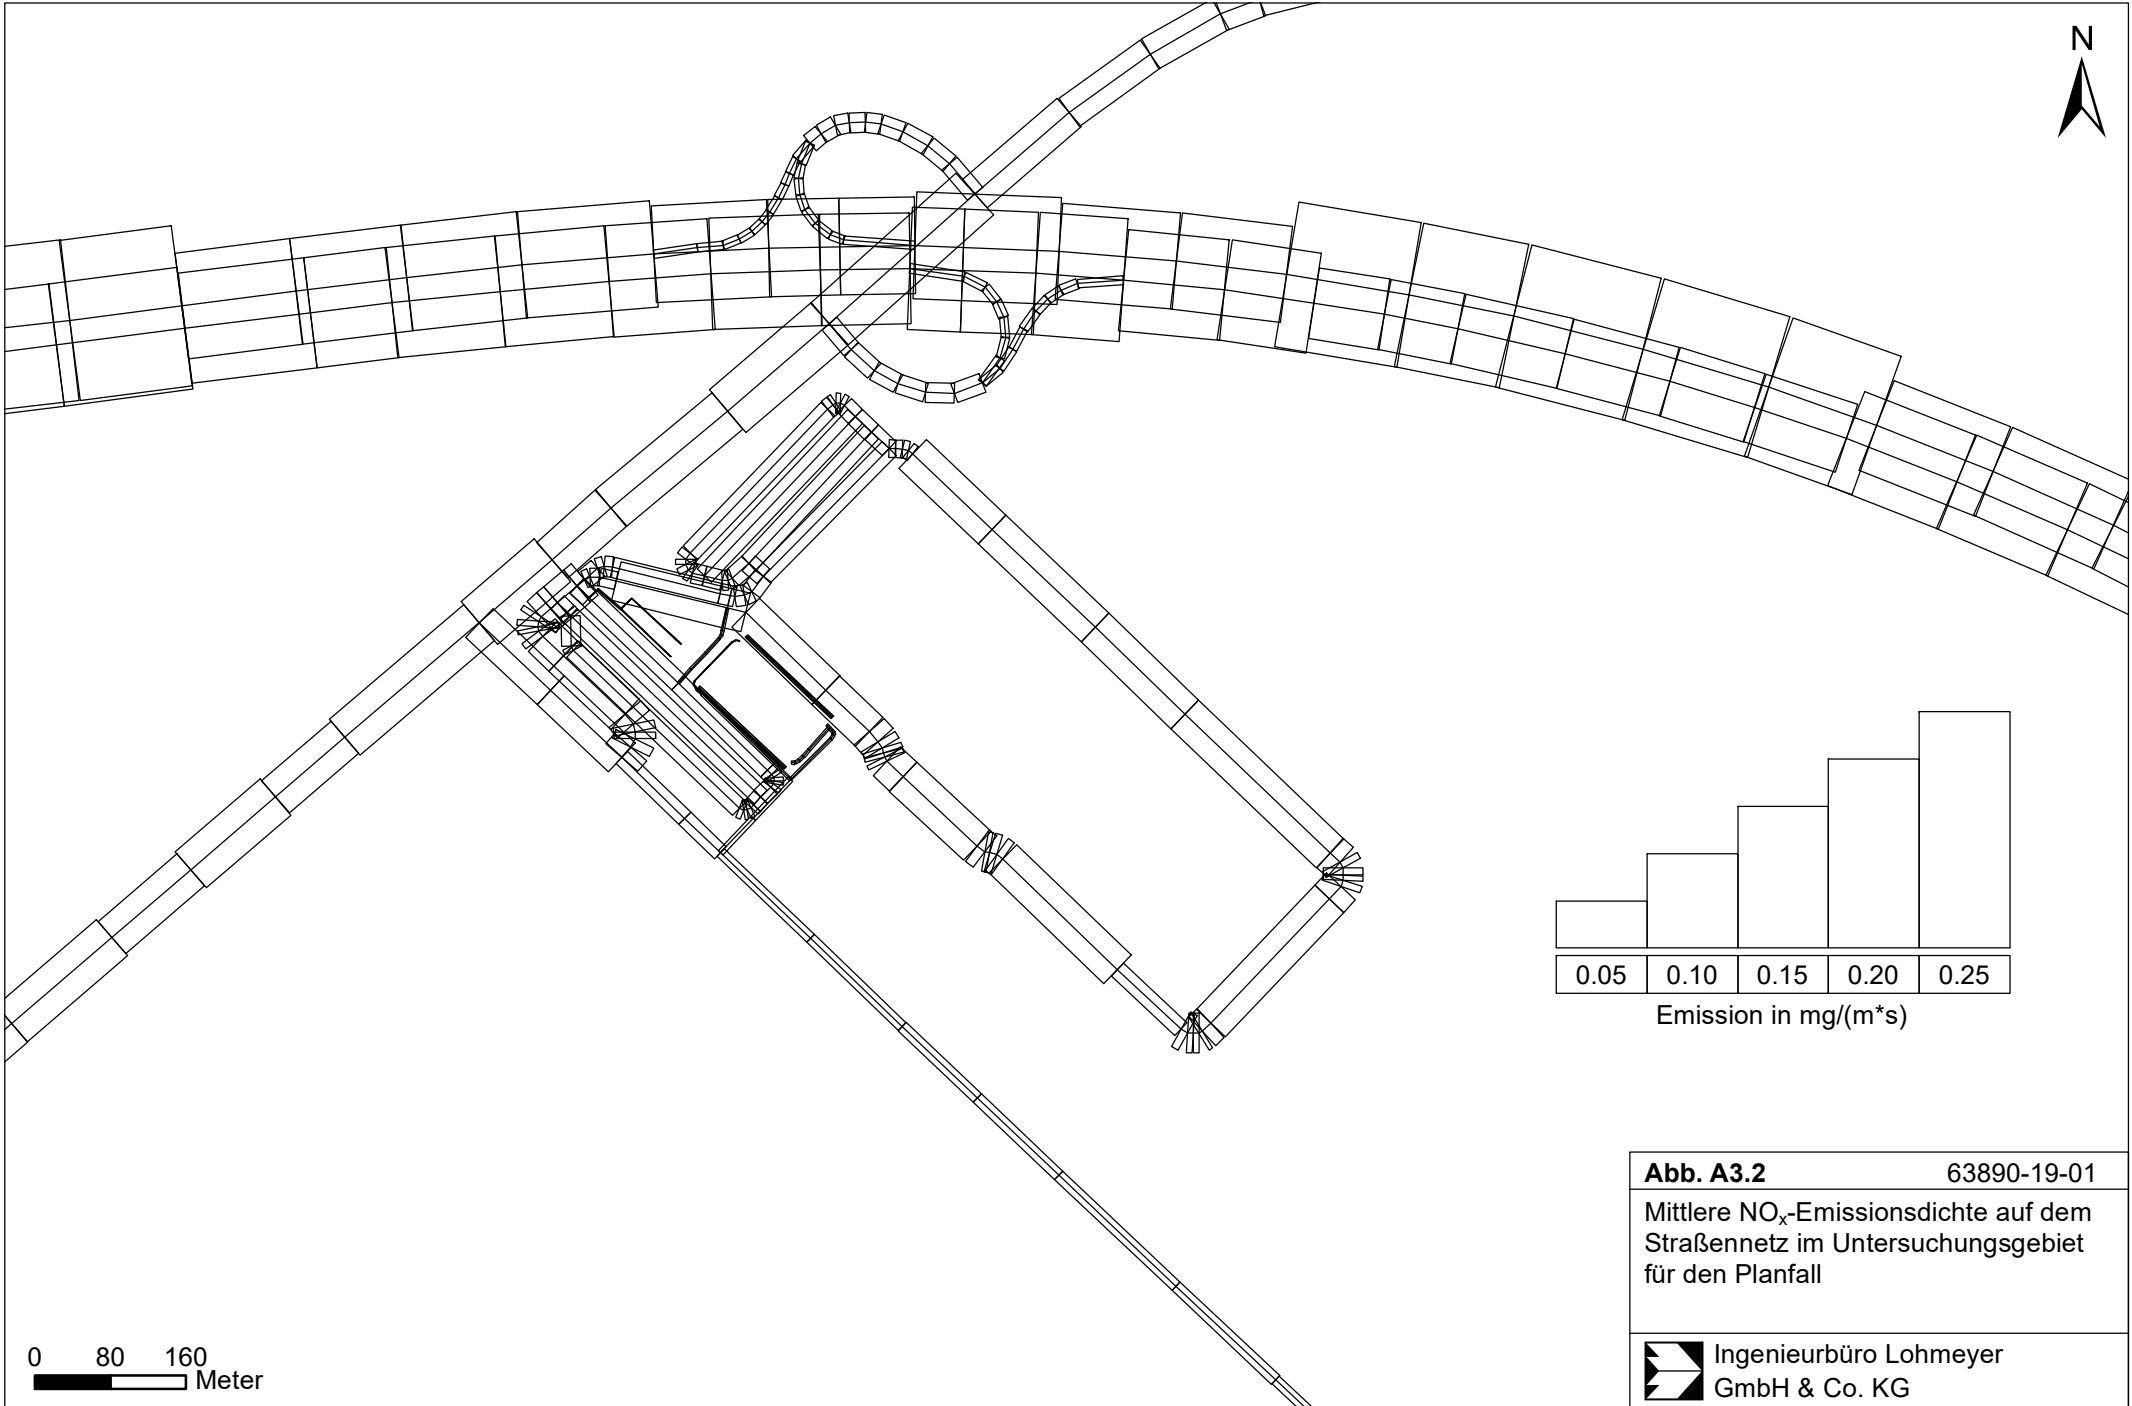 N
0.05 0.10 0.15 0.20 0.25
Emission in mg/(m*s)
Abb. A3.2 63890-19-01
Mittlere NOx-Emissionsdichte auf dem
Straßennetz im Untersuchungsgebiet
für den Planfall
0 80 160
Meter
Ingenieurbüro Lohmeyer
GmbH & Co. KG